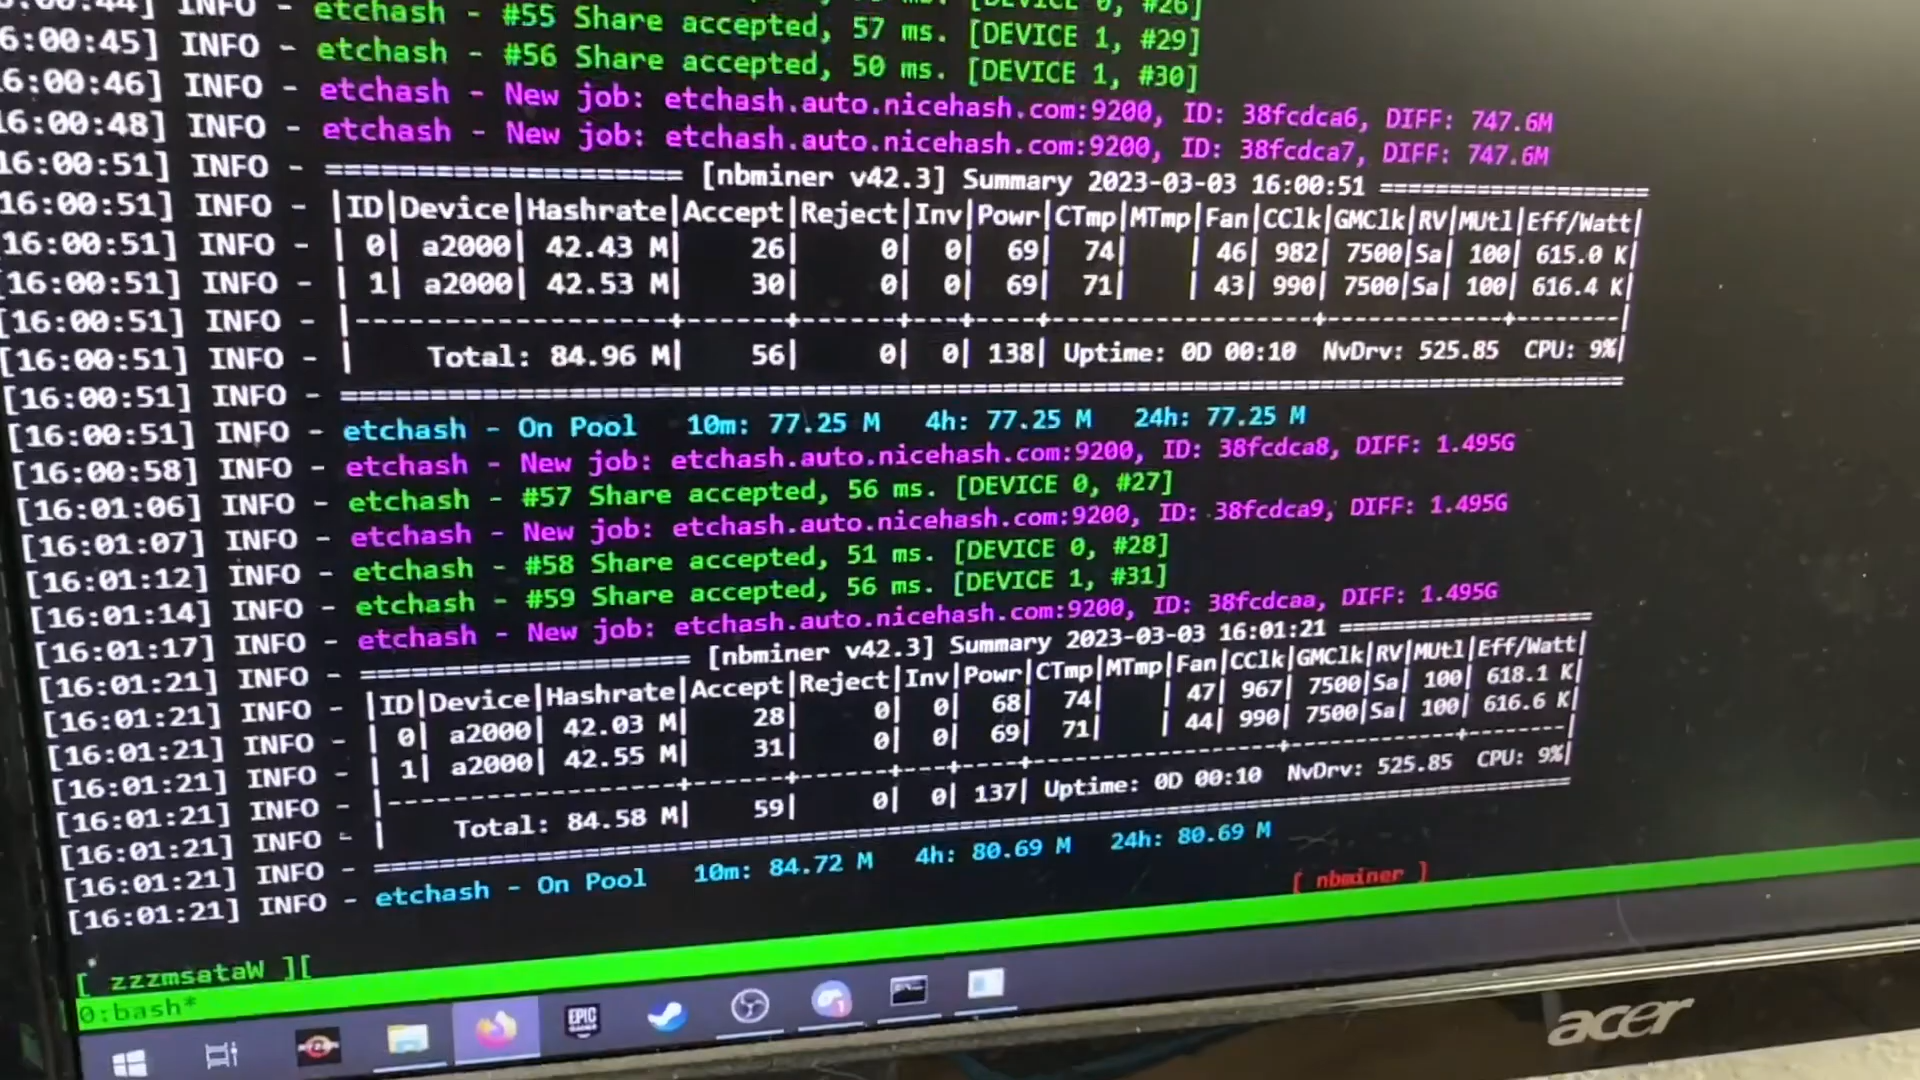 :00:44] INFO -
6:00:45] INFO - etchash - #55 Share accepted, 57 ms. [DEVICE 1, #29]
6:00:46] INFO - etchash - #56 Share accepted, 50 ms. [DEVICE 1, #30]
16:00:48] INFO - etchash - New job: etchash.auto.nicehash.com:9200, ID: 38fcdca6, DIFF: 747.6M
16:00:51] INFO - etchash - New job: etchash.auto.nicehash.com:9200, ID: 38fcdca7, DIFF: 747.6M
16:00:51] INFO - ==================== [nbminer v42.3] Summary 2023-03-03 16:00:51 ====================
[16:00:51] INFO - |ID|Device|Hashrate|Accept|Reject|Inv|Powr|CTmp|MTmp|Fan|CClk|GMClk|RV|MUtl|Eff/Watt|
[16:00:51] INFO - | 0| a2000| 42.43 M| 26| 0| 0| 69| 74| | 46| 982| 7500|Sa| 100| 615.0 K|
[16:00:51] INFO - | 1| a2000| 42.53 M| 30| 0| 0| 69| 71| | 43| 990| 7500|Sa| 100| 616.4 K|
[16:00:51] INFO - |------------------+------+------+---+----+----------------+-----------+--------|
[16:00:51] INFO - | Total: 84.96 M| 56| 0| 0| 138| Uptime: 0D 00:10 NvDrv: 525.85 CPU: 9%|
[16:00:51] INFO - ================================================================================
[16:00:58] INFO - etchash - On Pool 10m: 77.25 M 4h: 77.25 M 24h: 77.25 M
[16:01:06] INFO - etchash - New job: etchash.auto.nicehash.com:9200, ID: 38fcdca8, DIFF: 1.495G
[16:01:07] INFO - etchash - #57 Share accepted, 56 ms. [DEVICE 0, #27]
[16:01:12] INFO - etchash - New job: etchash.auto.nicehash.com:9200, ID: 38fcdca9, DIFF: 1.495G
[16:01:14] INFO - etchash - #58 Share accepted, 51 ms. [DEVICE 0, #28]
[16:01:17] INFO - etchash - #59 Share accepted, 56 ms. [DEVICE 1, #31]
[16:01:21] INFO - etchash - New job: etchash.auto.nicehash.com:9200, ID: 38fcdcaa, DIFF: 1.495G
[16:01:21] INFO - ==================== [nbminer v42.3] Summary 2023-03-03 16:01:21 ====================
[16:01:21] INFO - |ID|Device|Hashrate|Accept|Reject|Inv|Powr|CTmp|MTmp|Fan|CClk|GMClk|RV|MUtl|Eff/Watt|
[16:01:21] INFO - | 0| a2000| 42.03 M| 28| 0| 0| 68| 74| | 47| 967| 7500|Sa| 100| 618.1 K|
[16:01:21] INFO - | 1| a2000| 42.55 M| 31| 0| 0| 69| 71| | 44| 990| 7500|Sa| 100| 616.6 K|
[16:01:21] INFO - |------------------+------+------+---+----+----------------+-----------+--------|
[16:01:21] INFO - | Total: 84.58 M| 59| 0| 0| 137| Uptime: 0D 00:10 NvDrv: 525.85 CPU: 9%|
[16:01:21] INFO - ================================================================================
etchash - On Pool 10m: 84.72 M 4h: 80.69 M 24h: 80.69 M
[ nbminer ]
[ zzzmsataW ][
0:bash*
EPIC
acer